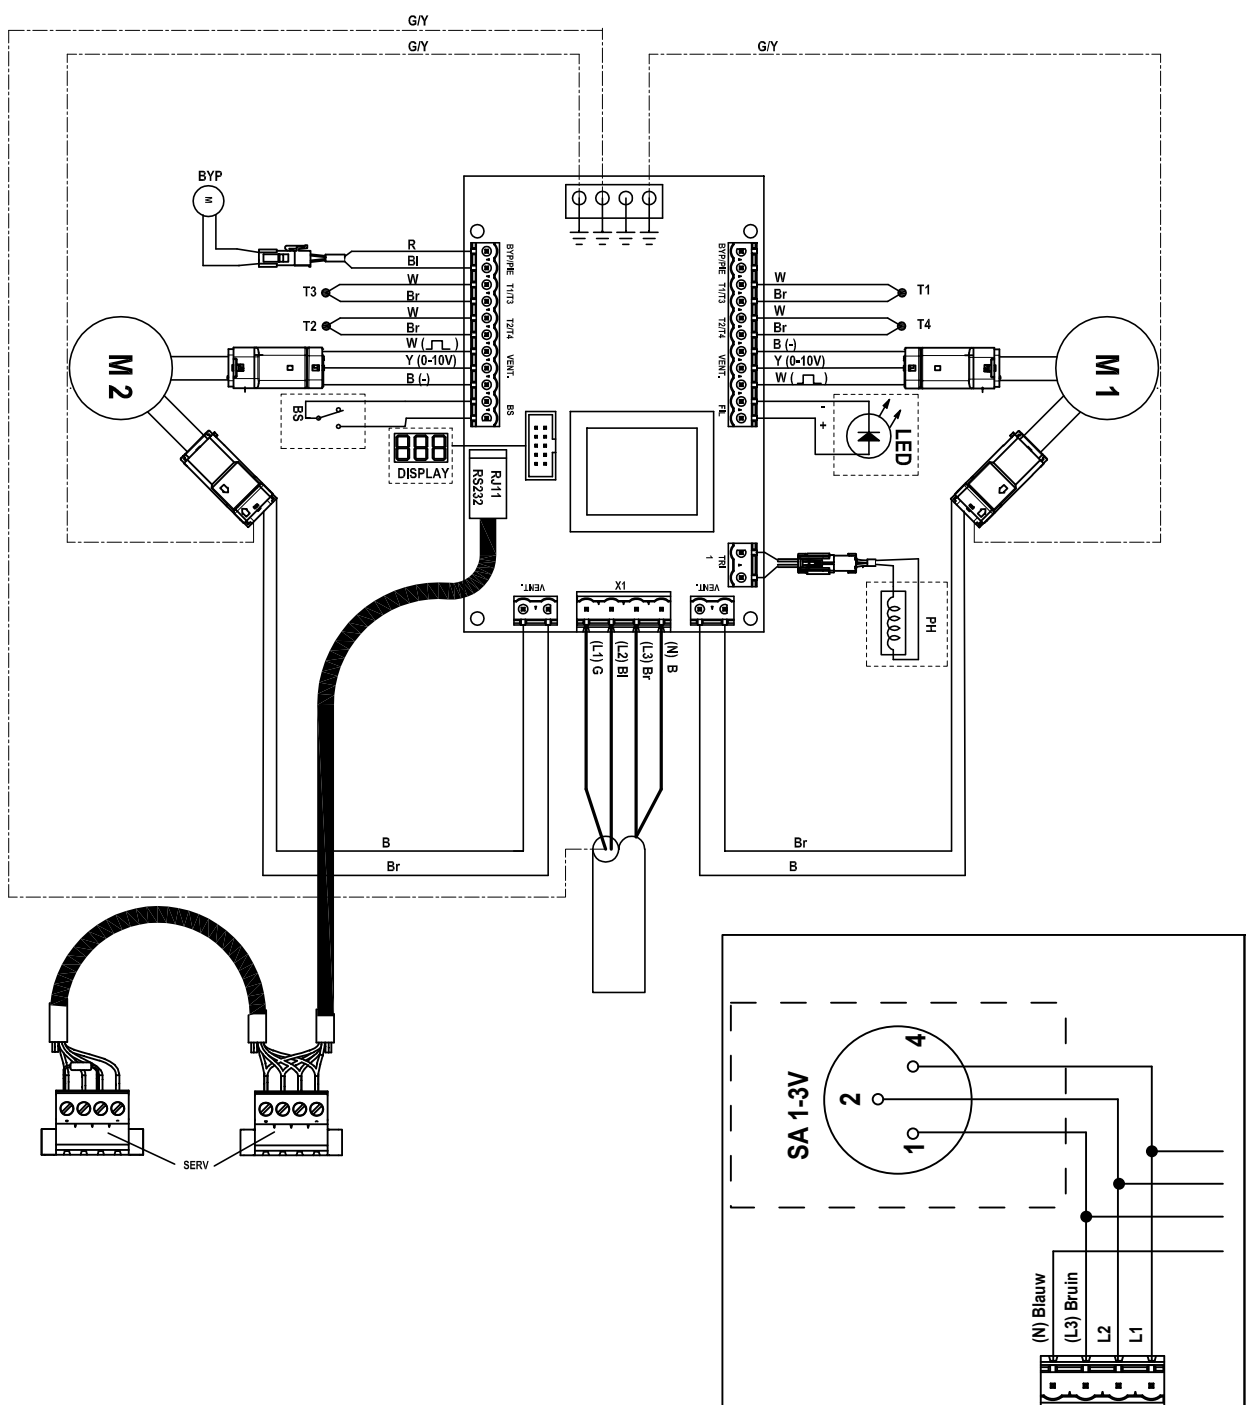 G/Y
G/Y
G/Y
BYP
M
R
Bl
W
Br
W
Br
W ( )
Y (0-10V)
B (-)
T3
T2
M 2
BS
DISPLAY
BYP/PIE
T1/T3
T2/T4
VENT.
BS
RJ11
RS232
BYP/PIE
T1/T3
T2/T4
VENT.
FIL
W
Br
W
Br
B (-)
Y (0-10V)
W ( )
T1
T4
M 1
-
+
LED
TRI
1
PH
VENT.
X1
VENT.
(L1) G
(L2) Bl
(L3) Br
(N) B
B
Br
Br
B
SERV
SA 1-3V
4
2
1
(N) Blauw
(L3) Bruin
L2
L1